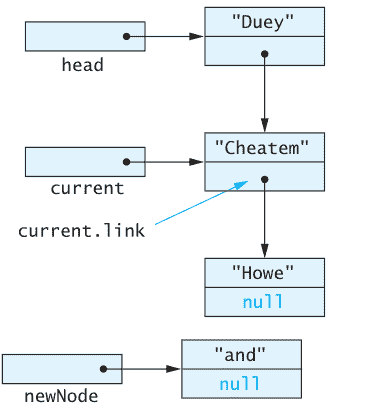 "Duey"
head
"Cheatem"
current
current.link
"Howe"
null
"and"
null
newNode